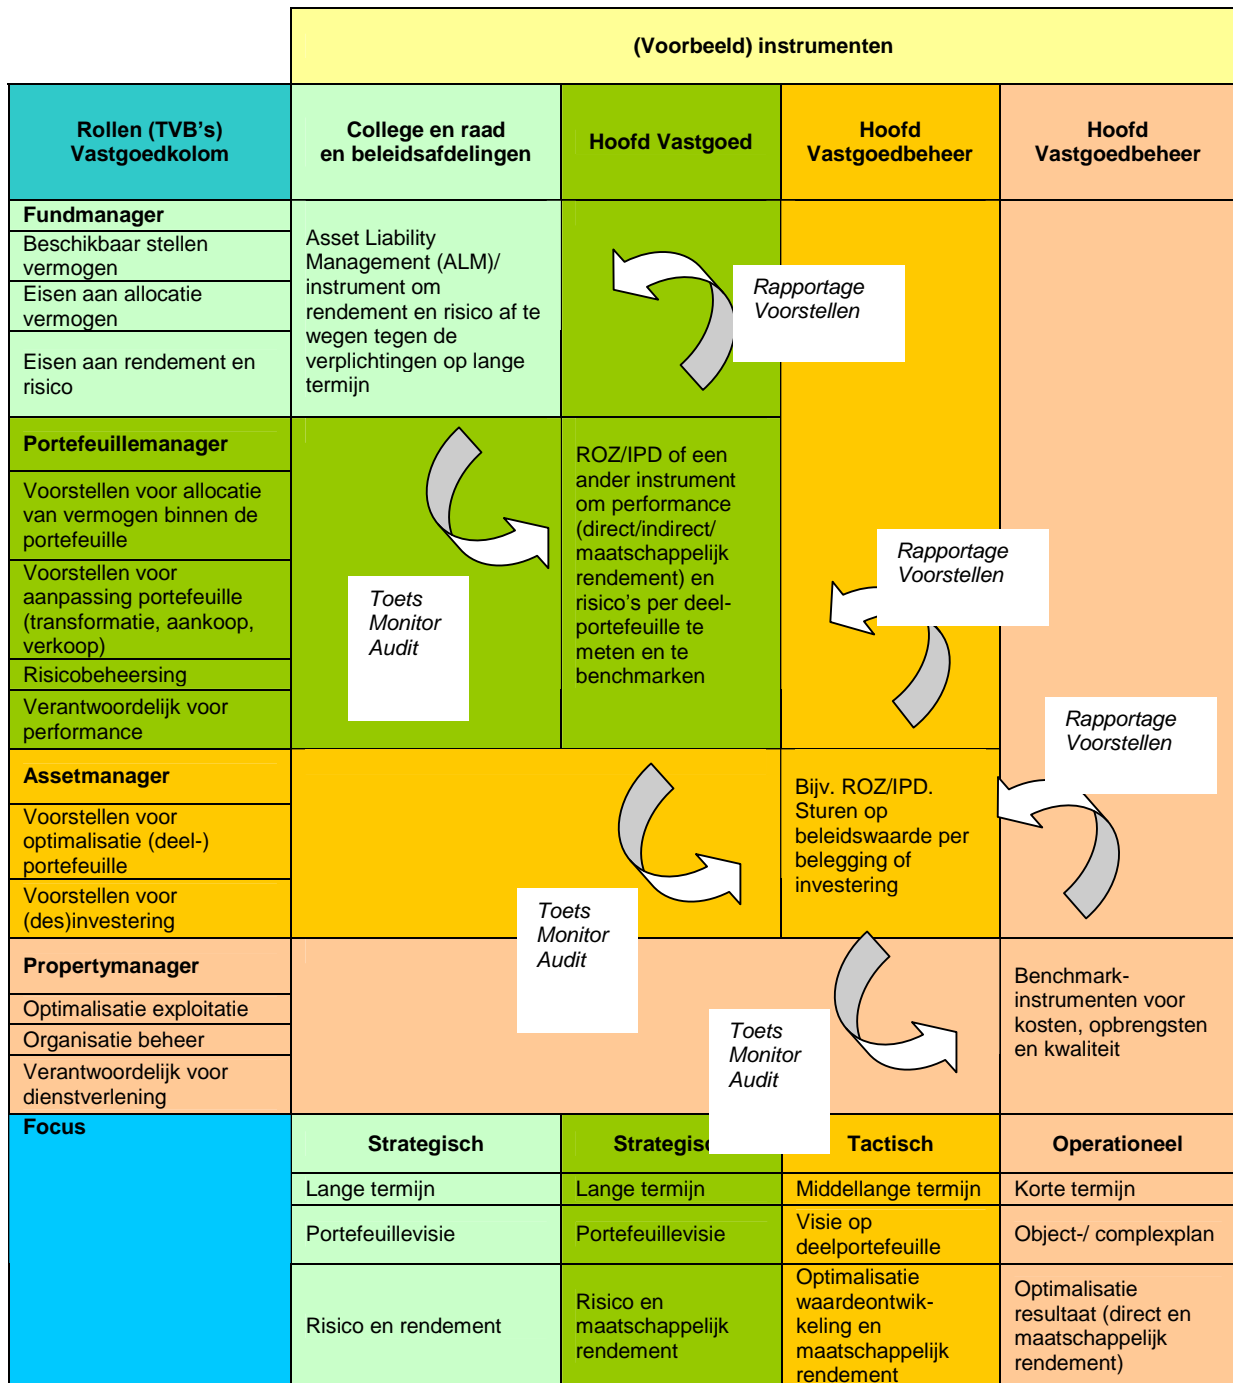 (Voorbeeld) instrumenten
Rollen (TVB's)
Vastgoedkolom
College en raad
en beleidsafdelingen
Hoofd Vastgoed
Hoofd
Vastgoedbeheer
Hoofd
Vastgoedbeheer
Fundmanager
Beschikbaar stellen
vermogen
Eisen aan allocatie
vermogen
Eisen aan rendement en
risico
Asset Liability
Management (ALM)/
instrument om
rendement en risico af te
wegen tegen de
verplichtingen op lange
termijn
Rapportage
Voorstellen
Portefeuillemanager
Voorstellen voor allocatie
van vermogen binnen de
portefeuille
Voorstellen voor
aanpassing portefeuille
(transformatie, aankoop,
verkoop)
Risicobeheersing
Verantwoordelijk voor
performance
Toets
Monitor
Audit
ROZ/IPD of een
ander instrument
om performance
(direct/indirect/
maatschappelijk
rendement) en
risico's per deel-
portefeuille te
meten en te
benchmarken
Rapportage
Voorstellen
Rapportage
Voorstellen
Assetmanager
Voorstellen voor
optimalisatie (deel-)
portefeuille
Voorstellen voor
(des)investering
Toets
Monitor
Audit
Bijv. ROZ/IPD.
Sturen op
beleidswaarde per
belegging of
investering
Propertymanager
Optimalisatie exploitatie
Organisatie beheer
Verantwoordelijk voor
dienstverlening
Toets
Monitor
Audit
Benchmark-
instrumenten voor
kosten, opbrengsten
en kwaliteit
Focus
Strategisch
Strategisc
Tactisch
Operationeel
Lange termijn
Lange termijn
Middellange termijn
Korte termijn
Portefeuillevisie
Portefeuillevisie
Visie op
deelportefeuille
Object-/ complexplan
Risico en rendement
Risico en
maatschappelijk
rendement
Optimalisatie
waardeontwik-
keling en
maatschappelijk
rendement
Optimalisatie
resultaat (direct en
maatschappelijk
rendement)